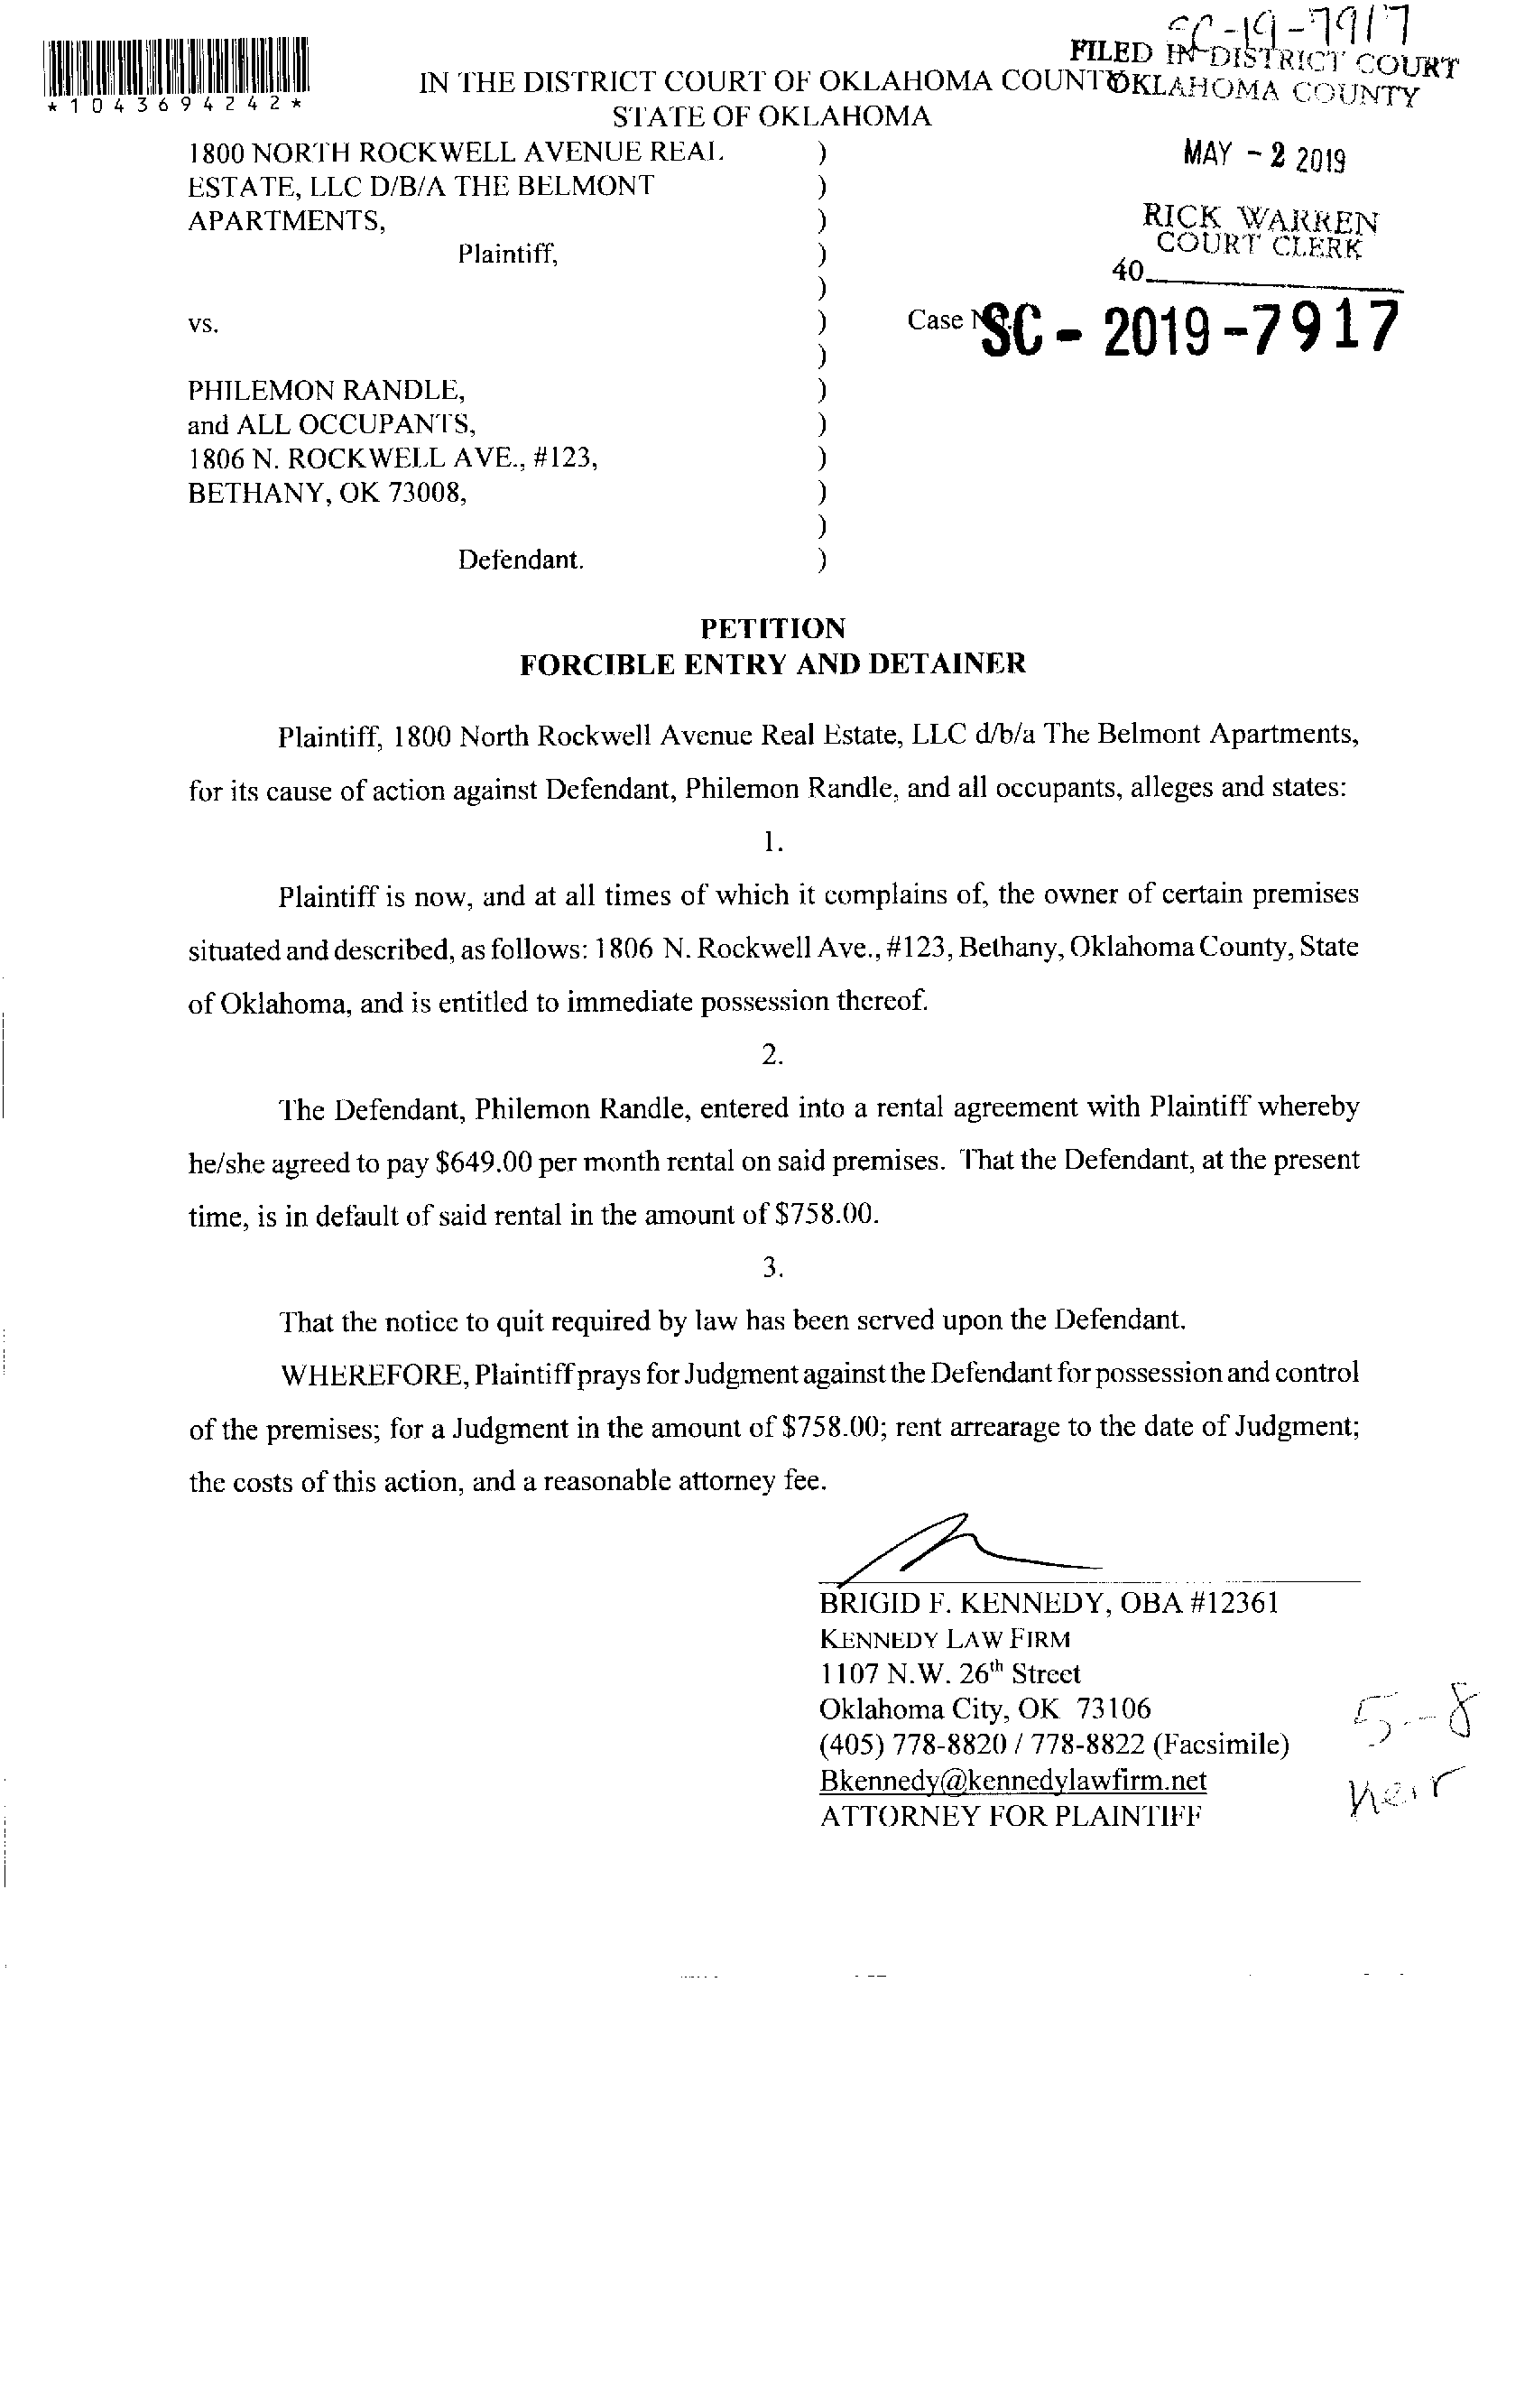 SC-19-7917
FILED IN DISTRICT COURT
OKLAHOMA COUNTY
*1043694242*
IN THE DISTRICT COURT OF OKLAHOMA COUNTY
STATE OF OKLAHOMA
MAY - 2 2019
RICK WARREN
COURT CLERK
40
1800 NORTH ROCKWELL AVENUE REAL )
ESTATE, LLC D/B/A THE BELMONT )
APARTMENTS, )
Plaintiff, )
)
vs. ) Case No. SC - 2019 - 7917
)
PHILEMON RANDLE, )
and ALL OCCUPANTS, )
1806 N. ROCKWELL AVE., #123, )
BETHANY, OK 73008, )
)
Defendant. )
PETITION
FORCIBLE ENTRY AND DETAINER
Plaintiff, 1800 North Rockwell Avenue Real Estate, LLC d/b/a The Belmont Apartments,
for its cause of action against Defendant, Philemon Randle, and all occupants, alleges and states:
1.
Plaintiff is now, and at all times of which it complains of, the owner of certain premises
situated and described, as follows: 1806 N. Rockwell Ave., #123, Bethany, Oklahoma County, State
of Oklahoma, and is entitled to immediate possession thereof.
2.
The Defendant, Philemon Randle, entered into a rental agreement with Plaintiff whereby
he/she agreed to pay $649.00 per month rental on said premises. That the Defendant, at the present
time, is in default of said rental in the amount of $758.00.
3.
That the notice to quit required by law has been served upon the Defendant.
WHEREFORE, Plaintiff prays for Judgment against the Defendant for possession and control
of the premises; for a Judgment in the amount of $758.00; rent arrearage to the date of Judgment;
the costs of this action, and a reasonable attorney fee.
BRIGID F. KENNEDY, OBA #12361
KENNEDY LAW FIRM
1107 N.W. 26th Street
Oklahoma City, OK 73106
(405) 778-8820 / 778-8822 (Facsimile)
Bkennedy@kennedylawfirm.net
ATTORNEY FOR PLAINTIFF
5-8